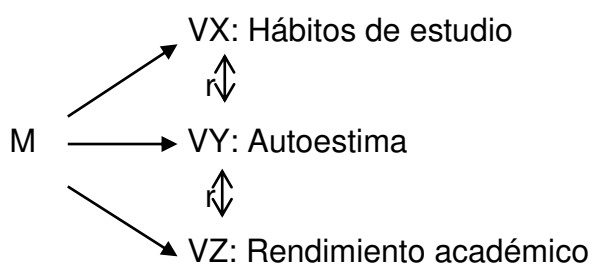 VX: Hábitos de estudio
r
M VY: Autoestima
r
VZ: Rendimiento académico